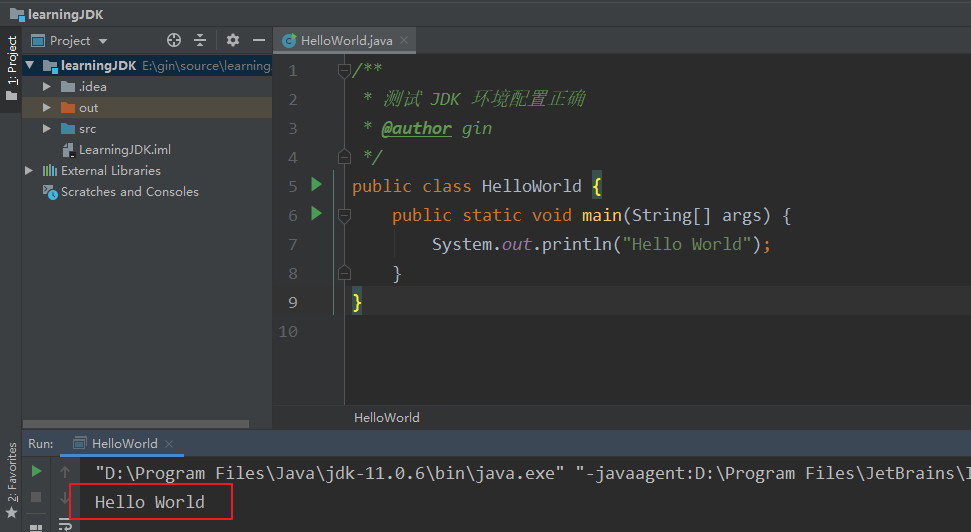 learningJDK
1: Project
Project
HelloWorld.java
learningJDK E:\gin\source\learning.
.idea
out
src
LearningJDK.iml
External Libraries
Scratches and Consoles
1 /**
2 * 测试 JDK 环境配置正确
3 * @author gin
4 */
5 public class HelloWorld {
6 public static void main(String[] args) {
7 System.out.println("Hello World");
8 }
9 }
10
HelloWorld
2: Favorites
Run: HelloWorld
"D:\Program Files\Java\jdk-11.0.6\bin\java.exe" "-javaagent:D:\Program Files\JetBrains\I
Hello World